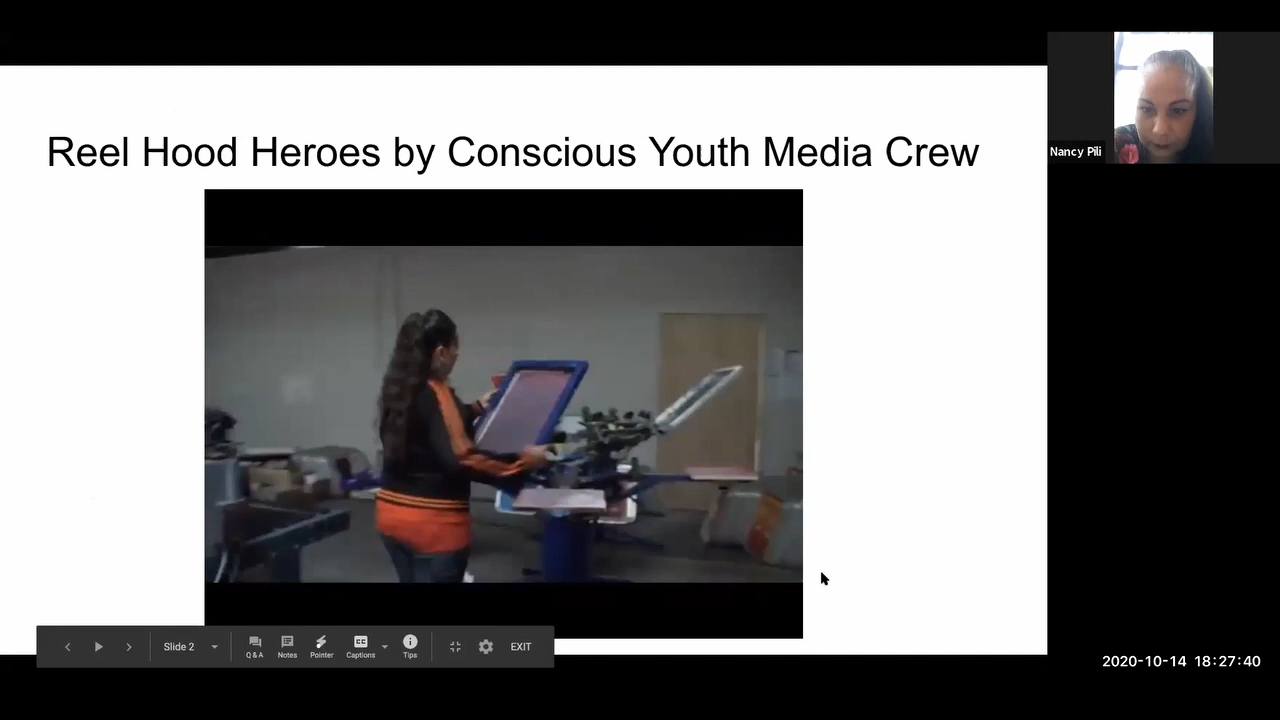 Reel Hood Heroes by Conscious Youth Media Crew
Nancy Pili
Slide 2
Q & A
Notes
Pointer
CC
Captions
Tips
EXIT
2020-10-14 18:27:40